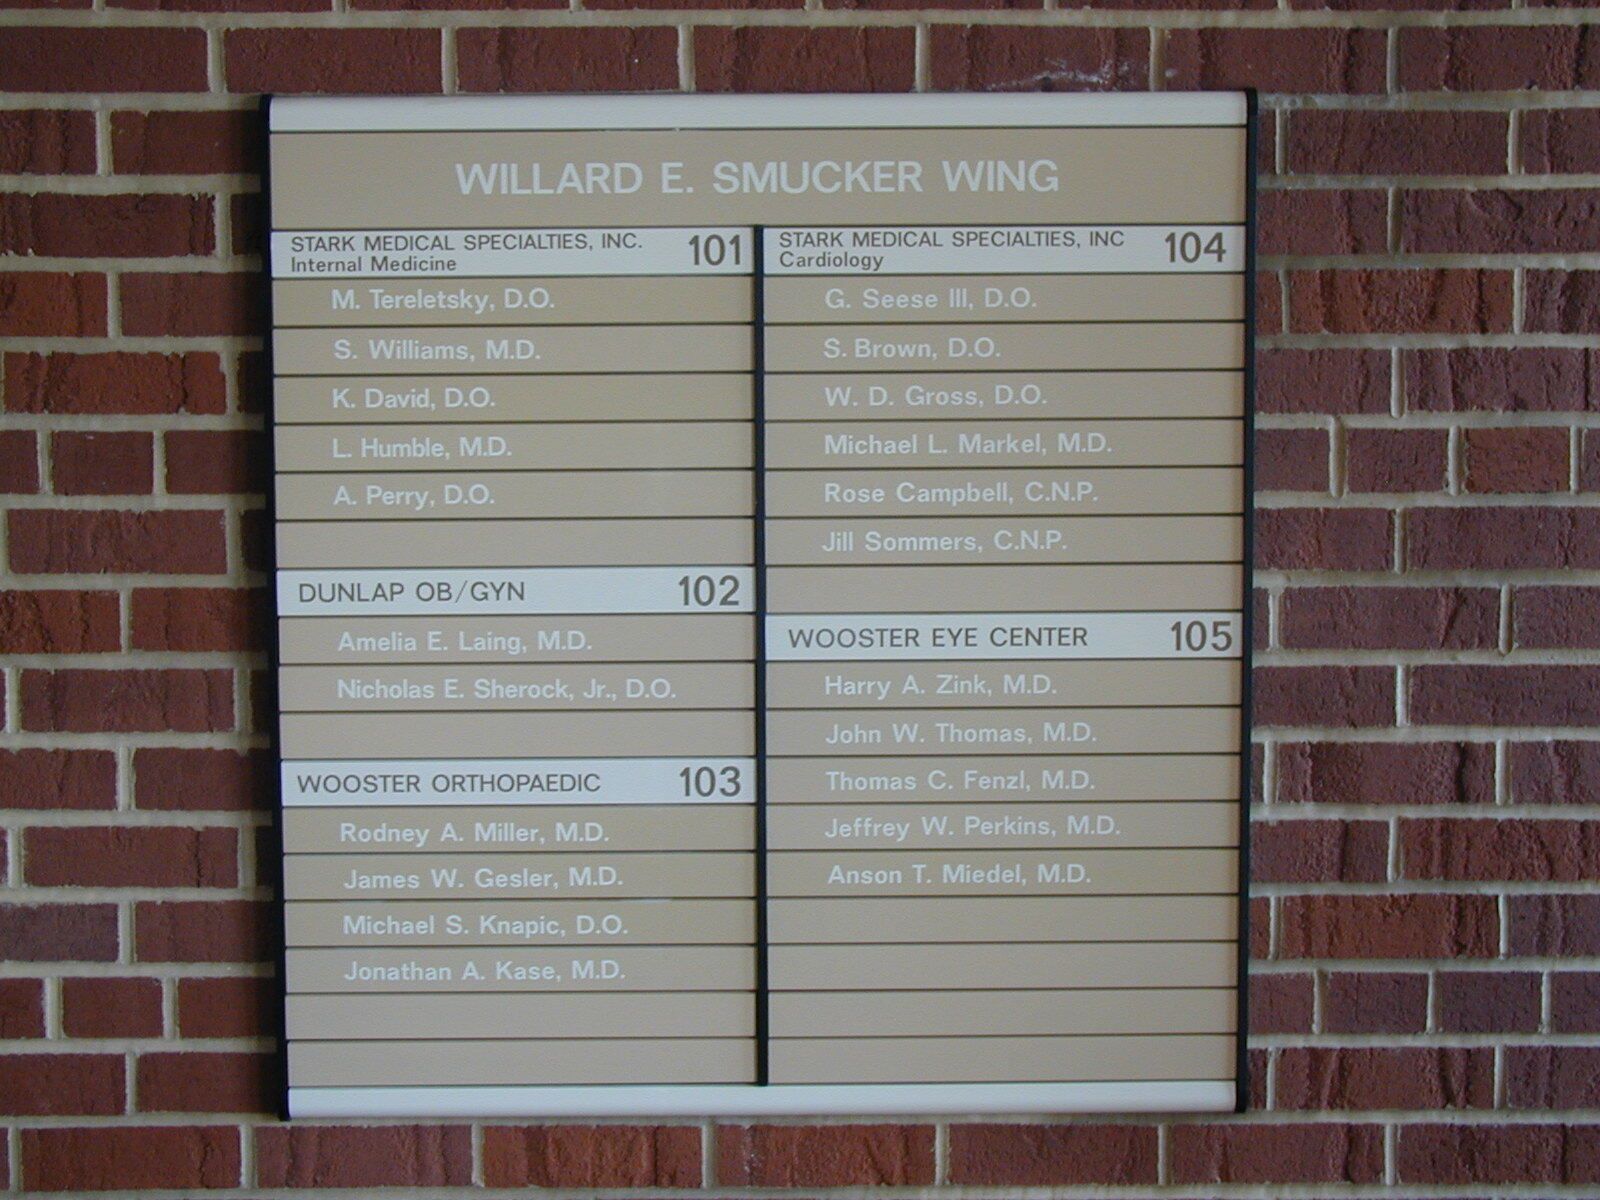 WILLARD E. SMUCKER WING
STARK MEDICAL SPECIALTIES, INC. 101
Internal Medicine
M. Tereletsky, D.O.
S. Williams, M.D.
K. David, D.O.
L. Humble, M.D.
A. Perry, D.O.
DUNLAP OB/GYN 102
Amelia E. Laing, M.D.
Nicholas E. Sherock, Jr., D.O.
WOOSTER ORTHOPAEDIC 103
Rodney A. Miller, M.D.
James W. Gesler, M.D.
Michael S. Knapic, D.O.
Jonathan A. Kase, M.D.
STARK MEDICAL SPECIALTIES, INC 104
Cardiology
G. Seese III, D.O.
S. Brown, D.O.
W. D. Gross, D.O.
Michael L. Markel, M.D.
Rose Campbell, C.N.P.
Jill Sommers, C.N.P.
WOOSTER EYE CENTER 105
Harry A. Zink, M.D.
John W. Thomas, M.D.
Thomas C. Fenzl, M.D.
Jeffrey W. Perkins, M.D.
Anson T. Miedel, M.D.